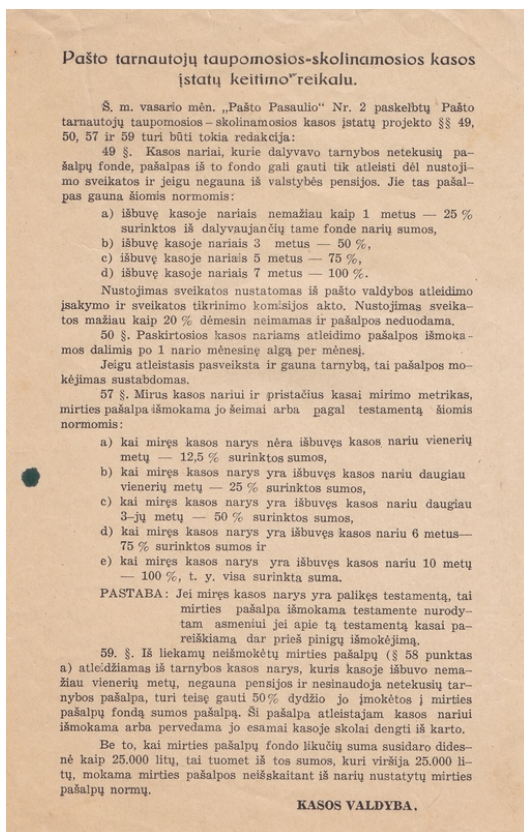 Pašto tarnautojų taupomosios-skolinamosios kasos
įstatų keitimo reikalu.
Š. m. vasario mėn. „Pašto Pasaulio“ Nr. 2 paskelbtų Pašto
tarnautojų taupomosios – skolinamosios kasos įstatų projekto §§ 49,
50, 57 ir 59 turi būti tokia redakcija:
49 §. Kasos nariai, kurie dalyvavo tarnybos netekusių pa-
šalpų fonde, pašalpas iš to fondo gali gauti tik atleisti dėl nustoji-
mo sveikatos ir jeigu negauna iš valstybės pensijos. Jie tas pašal-
pas gauna šiomis normomis:
a) išbuvę kasoje nariais nemažiau kaip 1 metus — 25 %
surinktos iš dalyvaujančių tame fonde narių sumos,
b) išbuvę kasoje nariais 3 metus — 50 %,
c) išbuvę kasoje nariais 5 metus — 75 %,
d) išbuvę kasoje nariais 7 metus — 100 %.
Nustojimas sveikatos nustatomas iš pašto valdybos atleidimo
įsakymo ir sveikatos tikrinimo komisijos akto. Nustojimas sveika-
tos mažiau kaip 20 % dėmesin neimamas ir pašalpos neduodama.
50 §. Paskirtosios kasos nariams atleidimo pašalpos išmoka-
mos dalimis po 1 nario mėnesinę algą per mėnesį.
Jeigu atleistasis pasveiksta ir gauna tarnybą, tai pašalpos mo-
kėjimas sustabdomas.
57 §. Mirus kasos nariui ir pristačius kasai mirimo metrikas,
mirties pašalpa išmokama jo šeimai arba pagal testamentą šiomis
normomis:
a) kai miręs kasos narys nėra išbuvęs kasos nariu vienerių
metų — 12,5 % surinktos sumos,
b) kai miręs kasos narys yra išbuvęs kasos nariu daugiau
vienerių metų — 25 % surinktos sumos,
c) kai miręs kasos narys yra išbuvęs kasos nariu daugiau
3-jų metų — 50 % surinktos sumos,
d) kai miręs kasos narys yra išbuvęs kasos nariu 6 metus—
75 % surinktos sumos ir
e) kai miręs kasos narys yra išbuvęs kasos nariu 10 metų
— 100 %, t. y. visa surinkta suma.
PASTABA: Jei miręs kasos narys yra palikęs testamentą, tai
mirties pašalpa išmokama testamente nurody-
tam asmeniui jei apie tą testamentą kasai pa-
reiškiama dar prieš pinigų išmokėjimą.
59. §. Iš liekamų neišmokėtų mirties pašalpų (§ 58 punktas
a) atleidžiamas iš tarnybos kasos narys, kuris kasoje išbuvo nema-
žiau vienerių metų, negauna pensijos ir nesinaudoja netekusių tar-
nybos pašalpa, turi teisę gauti 50% dydžio jo įmokėtos į mirties
pašalpų fondą sumos pašalpą. Ši pašalpa atleistajam kasos nariui
išmokama arba pervedama jo esamai kasoje skolai dengti iš karto.
Be to, kai mirties pašalpų fondo likučių suma susidaro dides-
nė kaip 25.000 litų, tai tuomet iš tos sumos, kuri viršija 25.000 li-
tų, mokama mirties pašalpos neišskaitant iš narių nustatytų mirties
pašalpų normų.
KASOS VALDYBA.